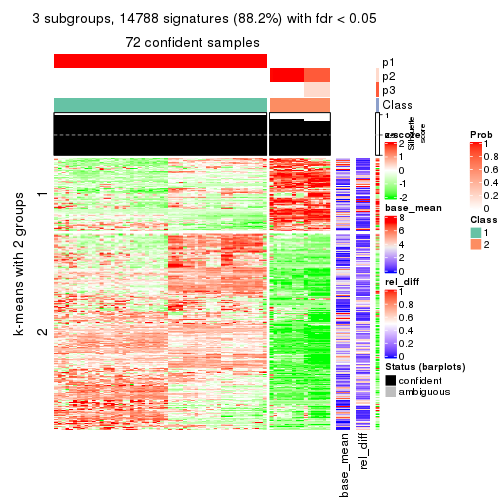 3 subgroups, 14788 signatures (88.2%) with fdr < 0.05
72 confident samples
p1
p2
p3
Class
1
Silhouette
score
k-means with 2 groups
1
2
z-score
2
1
0
-2
base_mean
8
6
4
2
0
rel_diff
1
0.8
0.6
0.4
0.2
0
Status (barplots)
confident
ambiguous
Prob
1
0.8
0.6
0.4
0.2
0
Class
1
2
base_mean
rel_diff